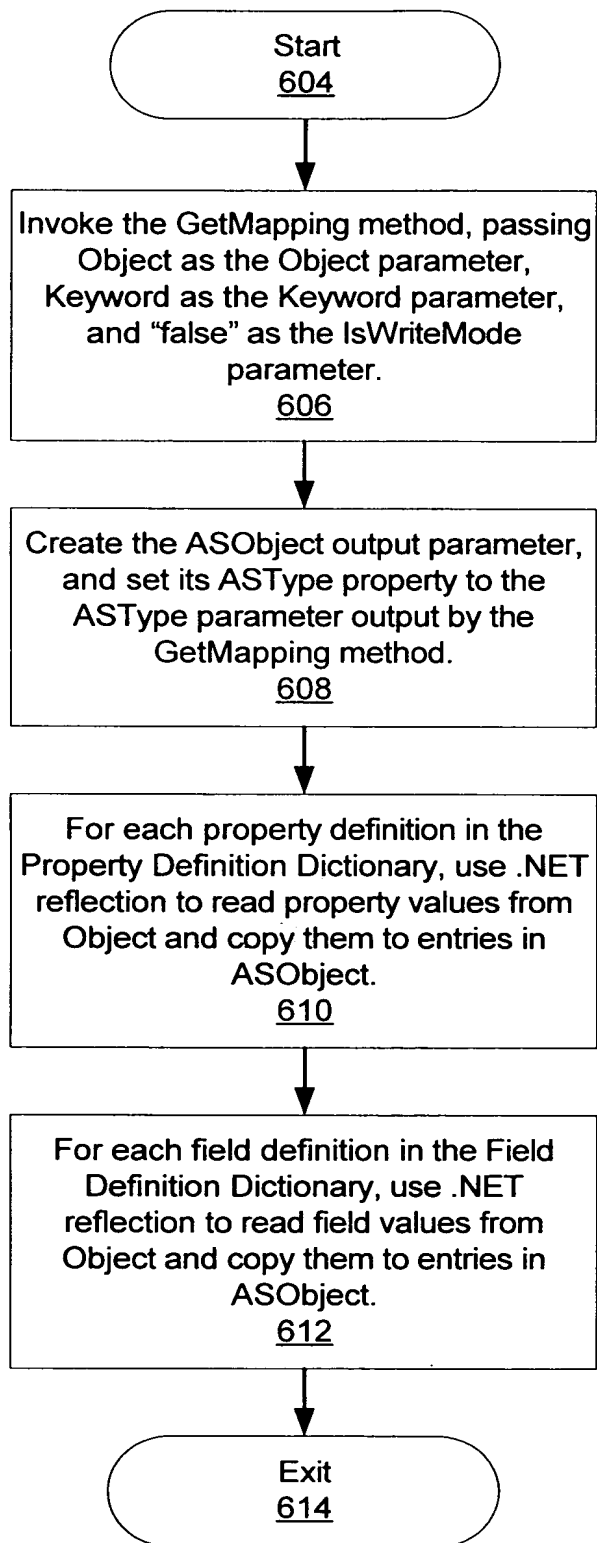 Start
604
Invoke the GetMapping method, passing
Object as the Object parameter,
Keyword as the Keyword parameter,
and “false” as the IsWriteMode
parameter.
606
Create the ASObject output parameter,
and set its ASType property to the
ASType parameter output by the
GetMapping method.
608
For each property definition in the
Property Definition Dictionary, use .NET
reflection to read property values from
Object and copy them to entries in
ASObject.
610
For each field definition in the Field
Definition Dictionary, use .NET
reflection to read field values from
Object and copy them to entries in
ASObject.
612
Exit
614